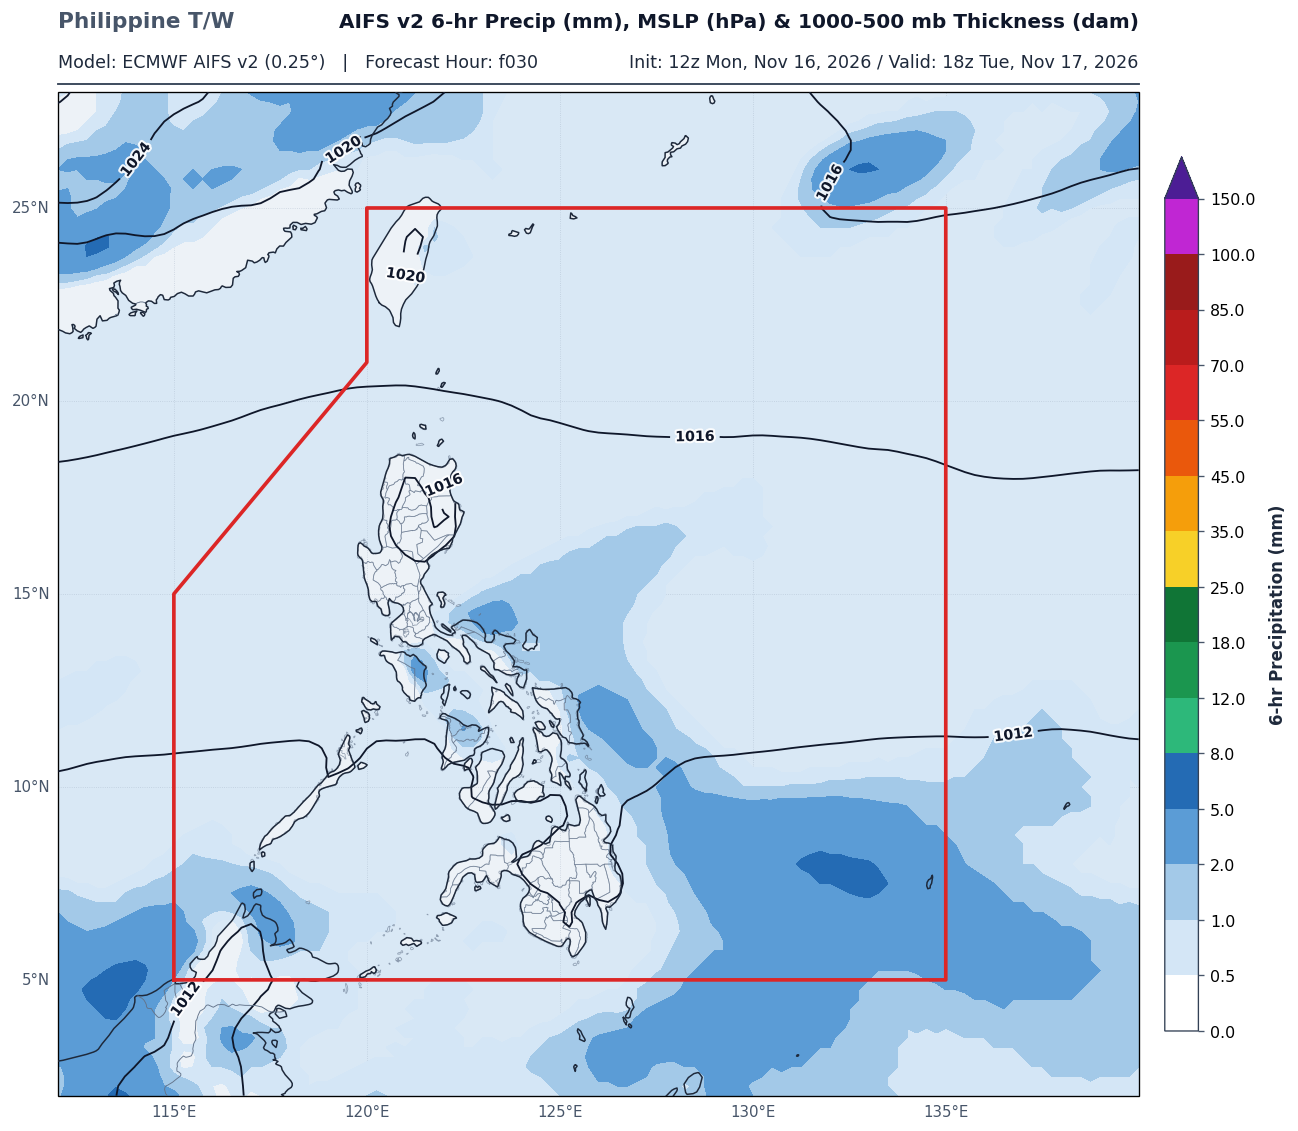 Philippine T/W
AIFS v2 6-hr Precip (mm), MSLP (hPa) & 1000-500 mb Thickness (dam)
Model: ECMWF AIFS v2 (0.25°) | Forecast Hour: f030
Init: 12z Mon, Nov 16, 2026 / Valid: 18z Tue, Nov 17, 2026
1024
1020
1016
1020
1016
1016
1012
1012
25°N
20°N
15°N
10°N
5°N
115°E
120°E
125°E
130°E
135°E
150.0
100.0
85.0
70.0
55.0
45.0
35.0
25.0
18.0
12.0
8.0
5.0
2.0
1.0
0.5
0.0
6-hr Precipitation (mm)